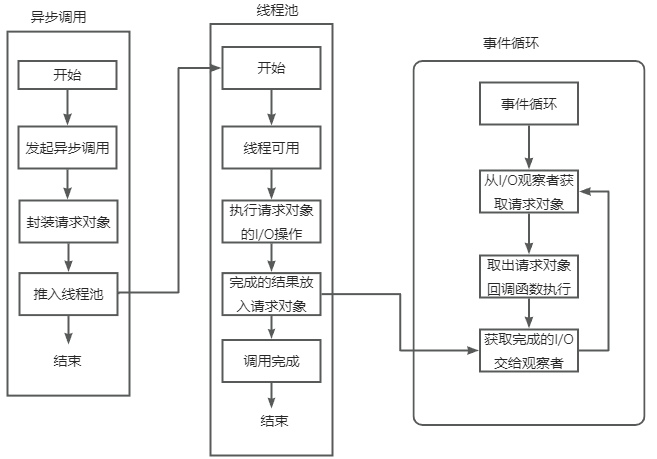 异步调用
开始
发起异步调用
封装请求对象
推入线程池
结束
线程池
开始
线程可用
执行请求对象
的I/O操作
完成的结果放
入请求对象
调用完成
结束
事件循环
事件循环
从I/O观察者获
取请求对象
取出请求对象
回调函数执行
获取完成的I/O
交给观察者